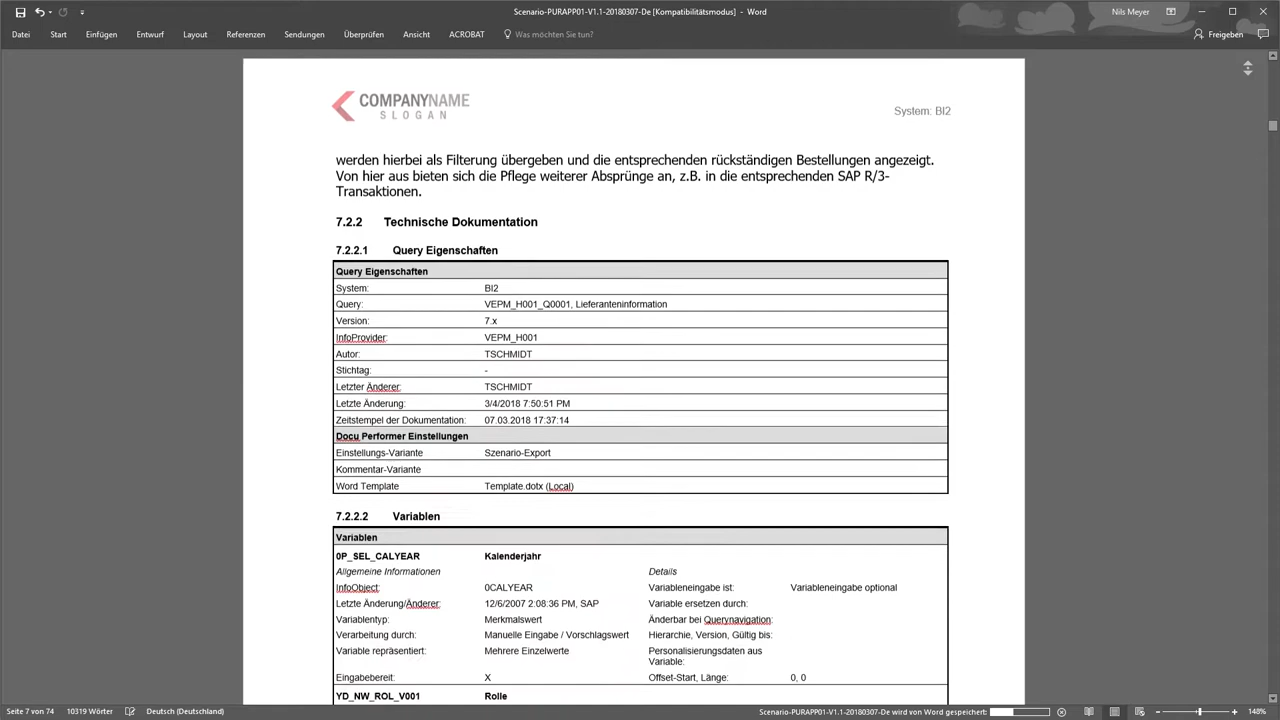 Scenario-PURAPP01-V1.1-20180307-De [Kompatibilitätsmodus] - Word
Nils Meyer
Datei Start Einfügen Entwurf Layout Referenzen Sendungen Überprüfen Ansicht ACROBAT Was möchten Sie tun? Freigeben
COMPANYNAME
SLOGAN
System: BI2
werden hierbei als Filterung übergeben und die entsprechenden rückständigen Bestellungen angezeigt.
Von hier aus bieten sich die Pflege weiterer Absprünge an, z.B. in die entsprechenden SAP R/3-
Transaktionen.
7.2.2 Technische Dokumentation
7.2.2.1 Query Eigenschaften
Query Eigenschaften
System: BI2
Query: VEPM_H001_Q0001, Lieferanteninformation
Version: 7.x
InfoProvider: VEPM_H001
Autor: TSCHMIDT
Stichtag: -
Letzter Änderer: TSCHMIDT
Letzte Änderung: 3/4/2018 7:50:51 PM
Zeitstempel der Dokumentation: 07.03.2018 17:37:14
Docu Performer Einstellungen
Einstellungs-Variante Szenario-Export
Kommentar-Variante
Word Template Template.dotx (Local)
7.2.2.2 Variablen
Variablen
0P_SEL_CALYEAR Kalenderjahr
Allgemeine Informationen Details
InfoObject: 0CALYEAR Variableneingabe ist: Variableneingabe optional
Letzte Änderung/Änderer: 12/6/2007 2:08:36 PM, SAP Variable ersetzen durch:
Variablentyp: Merkmalswert Änderbar bei Querynavigation:
Verarbeitung durch: Manuelle Eingabe / Vorschlagswert Hierarchie, Version, Gültig bis:
Variable repräsentiert: Mehrere Einzelwerte Personalisierungsdaten aus
Variable:
Eingabebereit: X Offset-Start, Länge: 0, 0
YD_NW_ROL_V001 Rolle
Seite 7 von 74 10319 Wörter Deutsch (Deutschland) Scenario-PURAPP01-V1.1-20180307-De wird von Word gespeichert: 148%